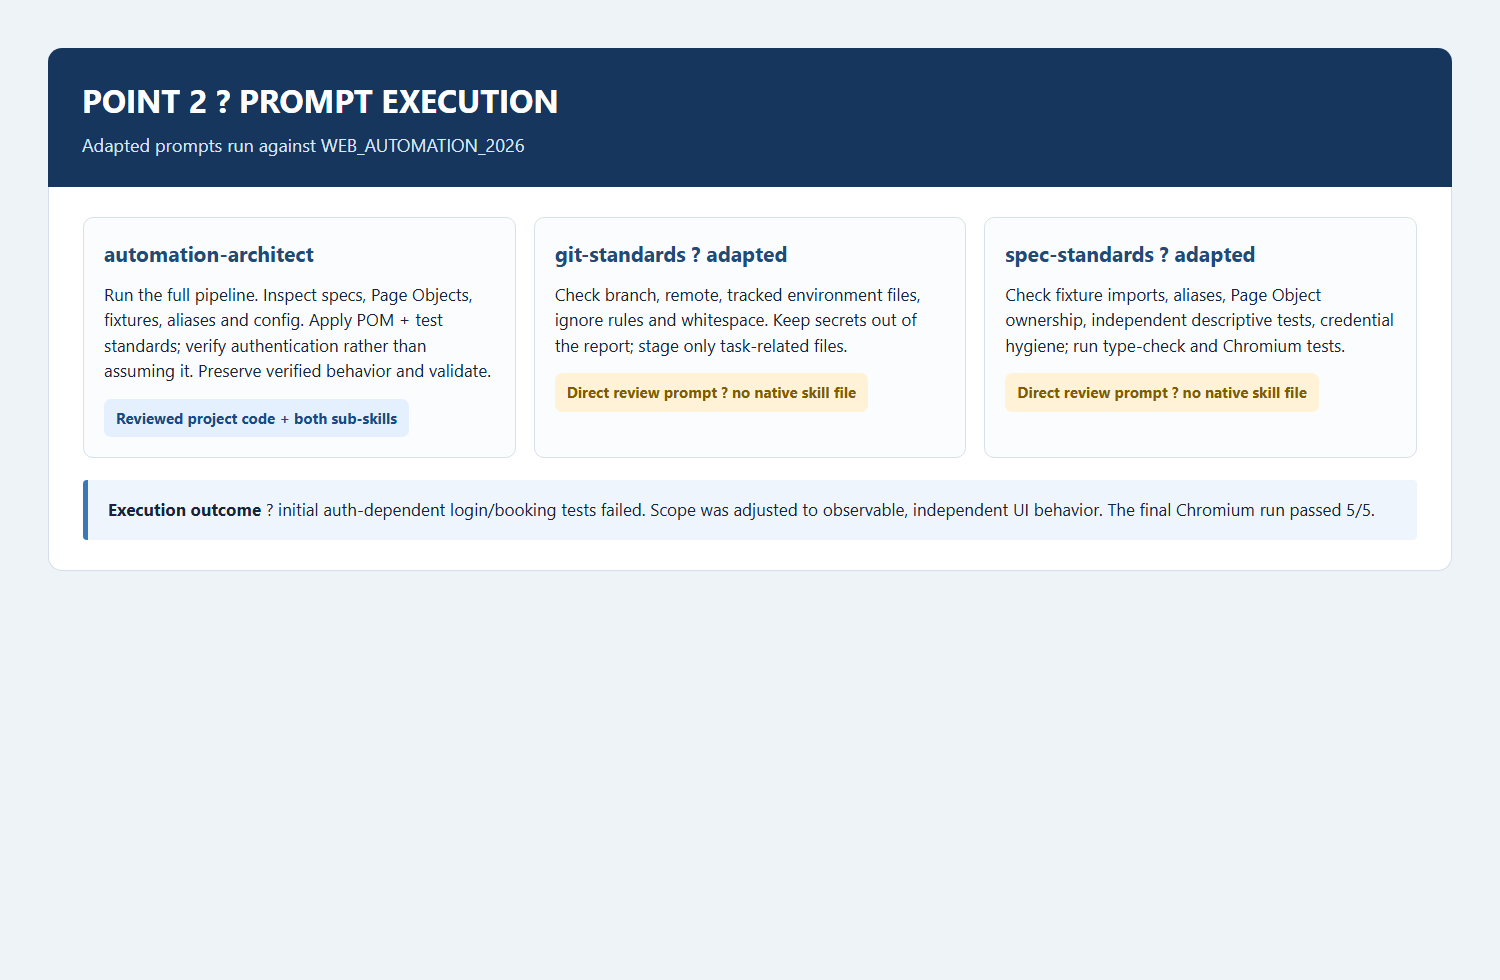 POINT 2 ? PROMPT EXECUTION
Adapted prompts run against WEB_AUTOMATION_2026
automation-architect
Run the full pipeline. Inspect specs, Page Objects,
fixtures, aliases and config. Apply POM + test
standards; verify authentication rather than
assuming it. Preserve verified behavior and validate.
Reviewed project code + both sub-skills
git-standards ? adapted
Check branch, remote, tracked environment files,
ignore rules and whitespace. Keep secrets out of
the report; stage only task-related files.
Direct review prompt ? no native skill file
spec-standards ? adapted
Check fixture imports, aliases, Page Object
ownership, independent descriptive tests, credential
hygiene; run type-check and Chromium tests.
Direct review prompt ? no native skill file
Execution outcome ? initial auth-dependent login/booking tests failed. Scope was adjusted to observable, independent UI behavior. The final Chromium run passed 5/5.